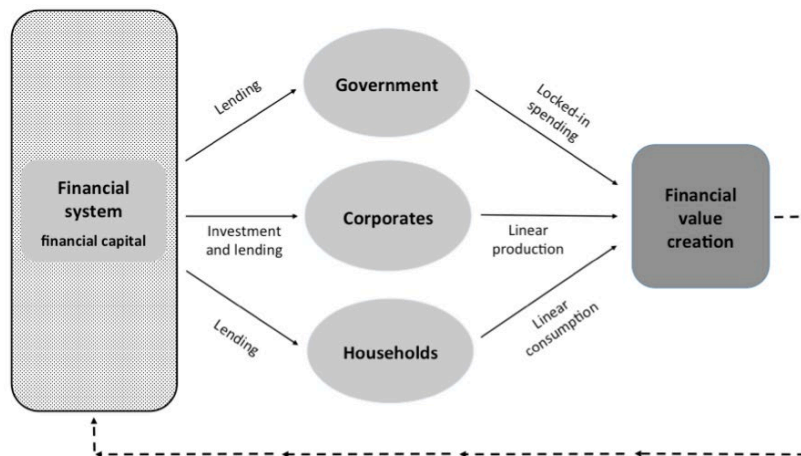 Financial
system
financial capital
Lending
Investment
and lending
Lending
Government
Corporates
Households
Locked-in
spending
Linear
production
Linear
consumption
Financial
value
creation